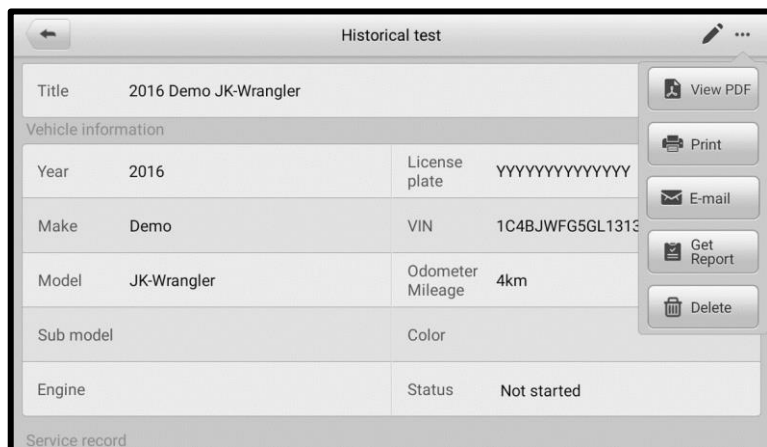 Historical test
Title 2016 Demo JK-Wrangler
View PDF
Vehicle information
Print
Year 2016 License plate YYYYYYYYYYYYYY
E-mail
Make Demo VIN 1C4BJWFG5GL1313
Get Report
Model JK-Wrangler Odometer Mileage 4km
Delete
Sub model Color
Engine Status Not started
Service record